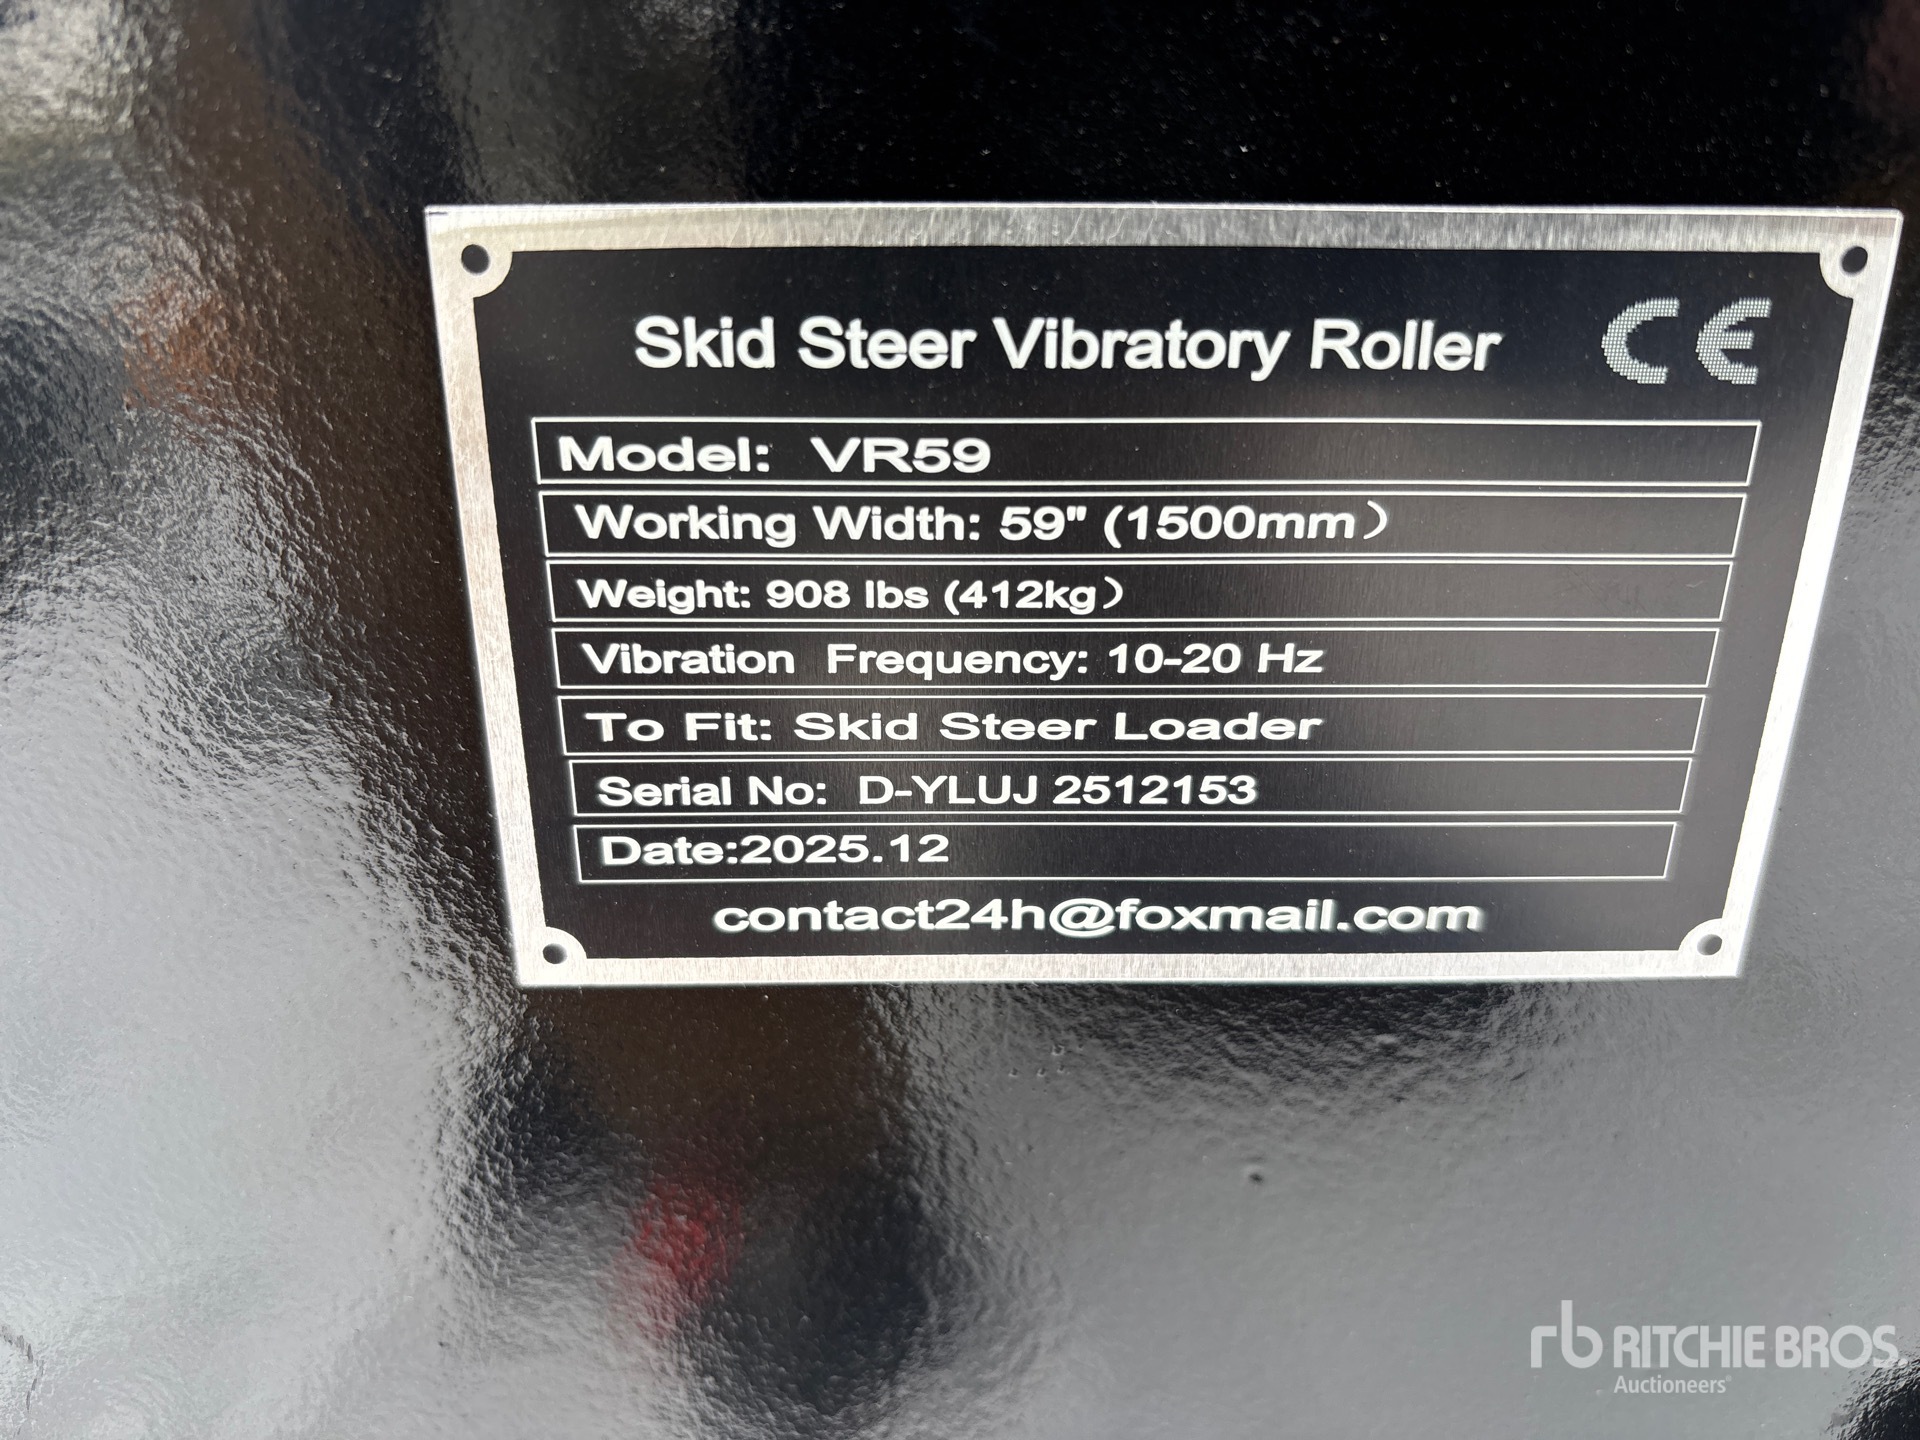 Skid Steer Vibratory Roller CE
Model: VR59
Working Width: 59" (1500mm）
Weight: 908 lbs (412kg）
Vibration Frequency: 10-20 Hz
To Fit: Skid Steer Loader
Serial No: D-YLUJ 2512153
Date:2025.12
contact24h@foxmail.com
rb RITCHIE BROS.
Auctioneers